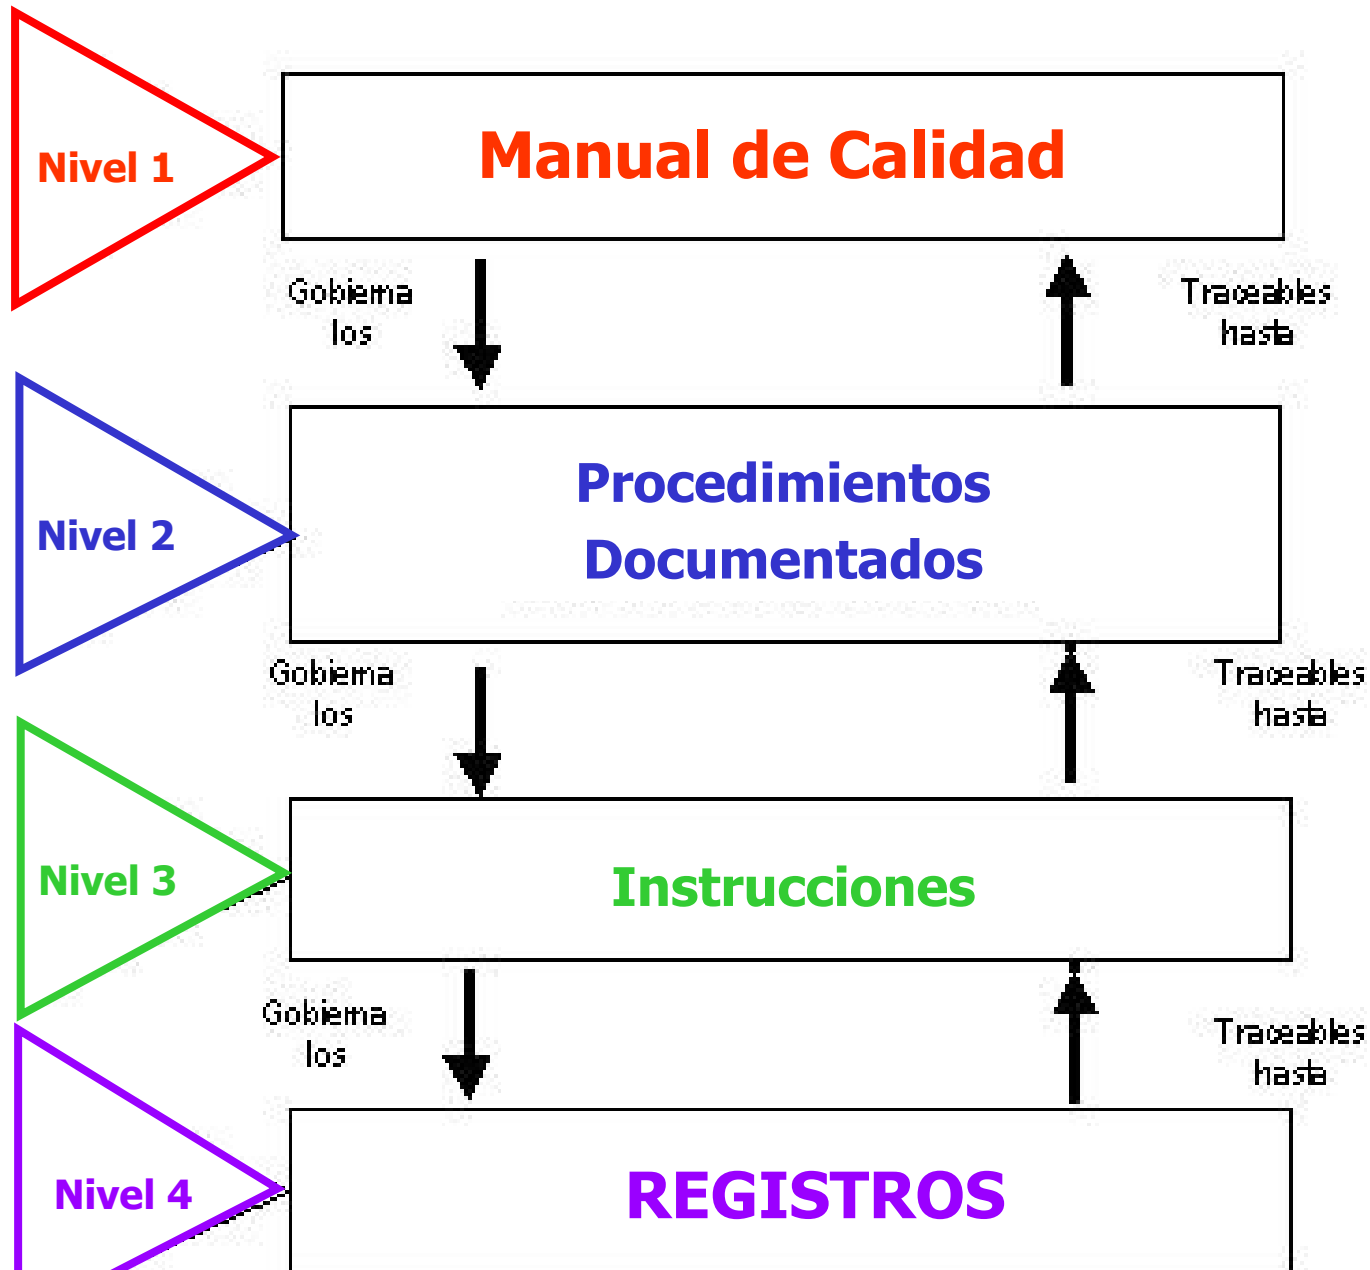 Nivel 1
Manual de Calidad
Gobierna
los
Traceables
hasta
Nivel 2
Procedimientos
Documentados
Gobierna
los
Traceables
hasta
Nivel 3
Instrucciones
Gobierna
los
Traceables
hasta
Nivel 4
REGISTROS